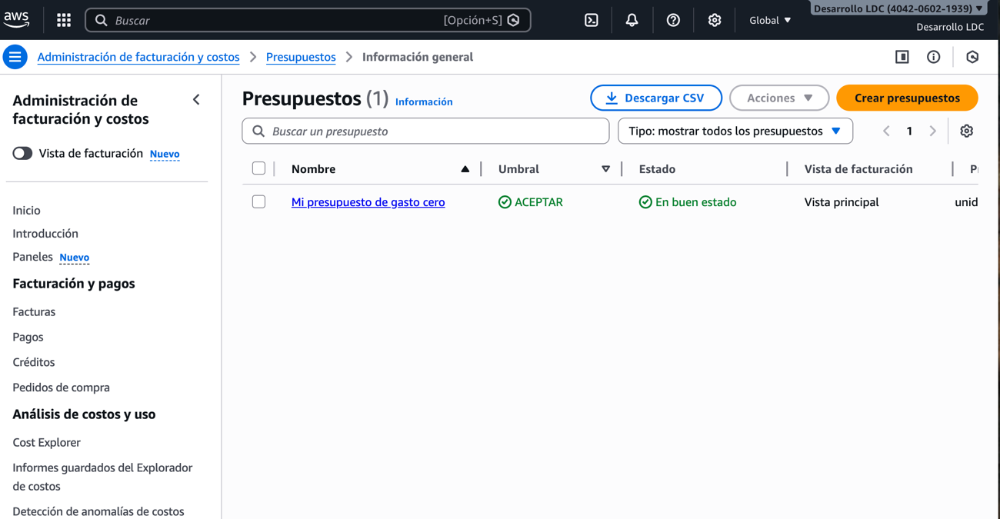 aws
Buscar [Opción+S]
Global
Desarrollo LDC (4042-0602-1939)
Desarrollo LDC
Administración de facturación y costos
Presupuestos
Información general
Administración de
facturación y costos
Vista de facturación Nuevo
Inicio
Introducción
Paneles Nuevo
Facturación y pagos
Facturas
Pagos
Créditos
Pedidos de compra
Análisis de costos y uso
Cost Explorer
Informes guardados del Explorador
de costos
Detección de anomalías de costos
Presupuestos (1) Información
Descargar CSV
Acciones
Crear presupuestos
Buscar un presupuesto
Tipo: mostrar todos los presupuestos
1
Nombre Umbral Estado Vista de facturación
Mi presupuesto de gasto cero ACEPTAR En buen estado Vista principal unid